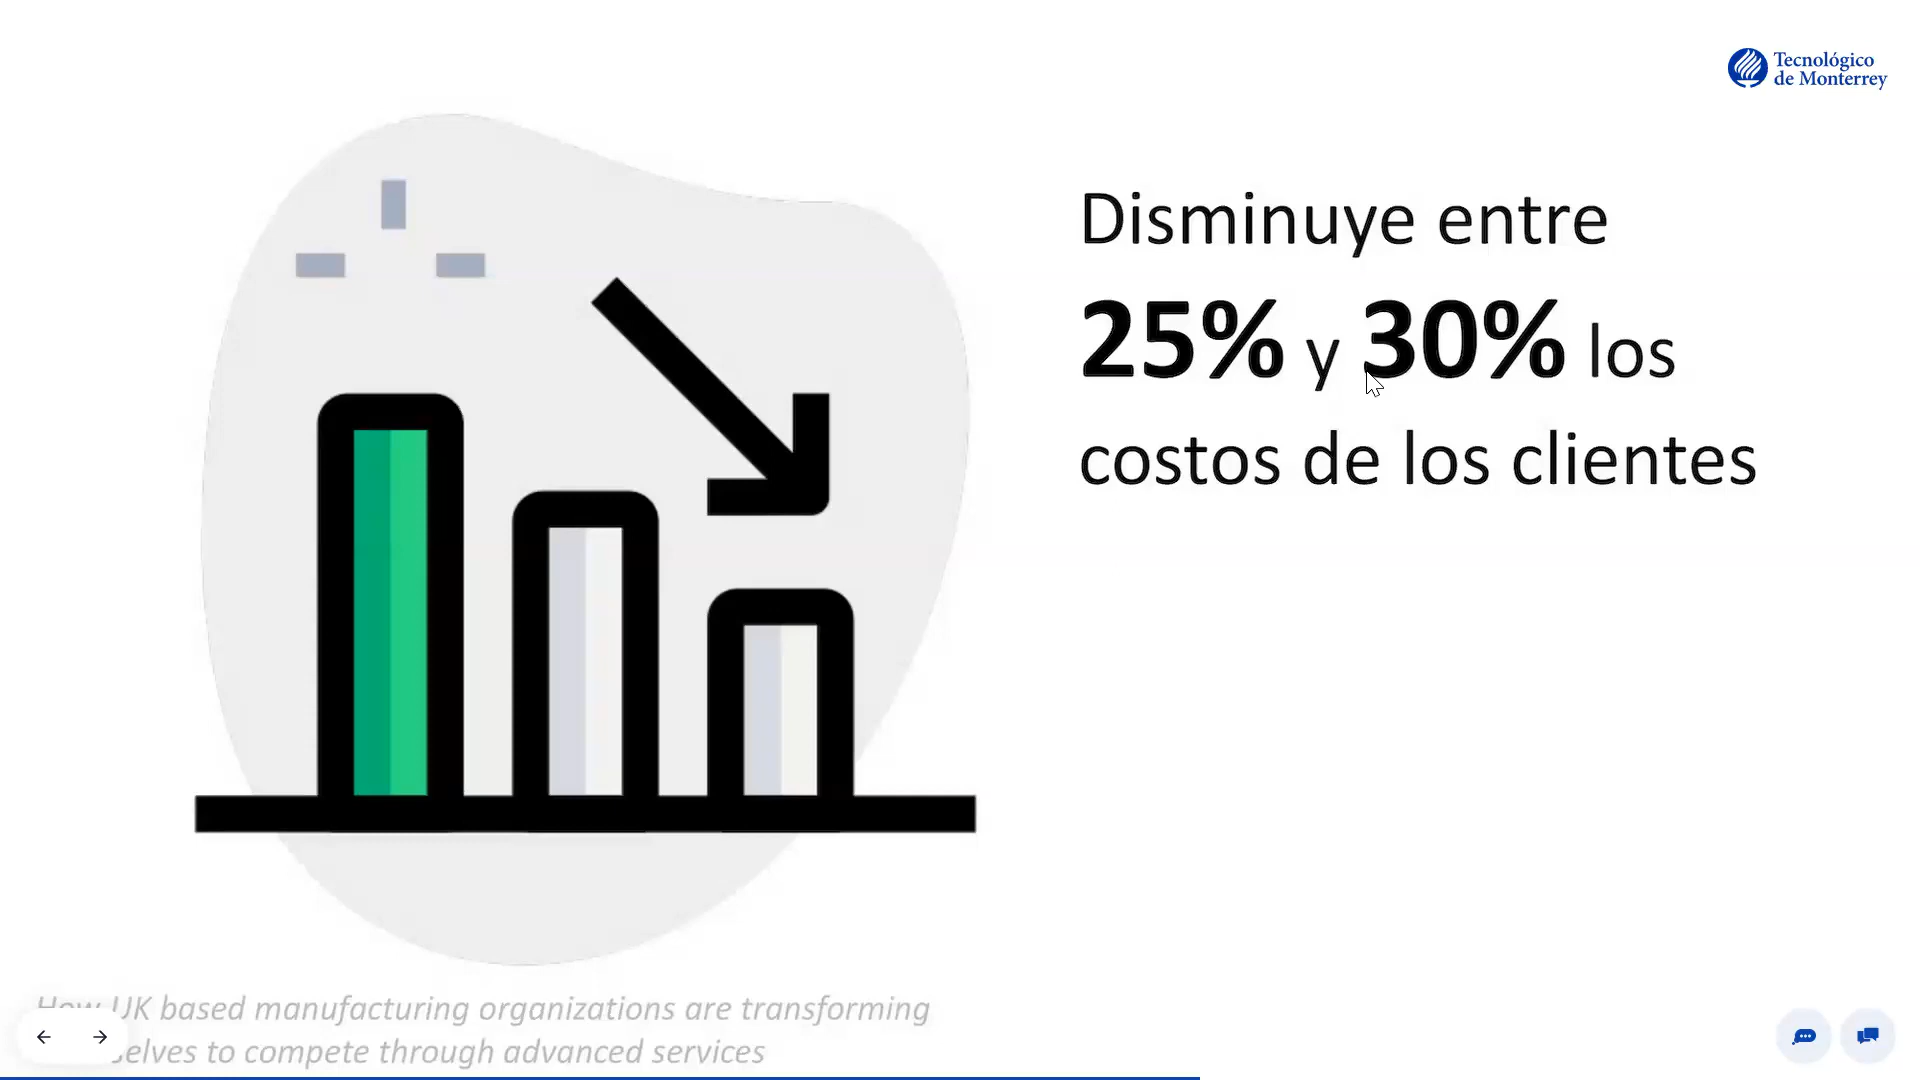 Tecnológico
de Monterrey
Disminuye entre
25% y 30% los
costos de los clientes
How UK based manufacturing organizations are transforming
selves to compete through advanced services